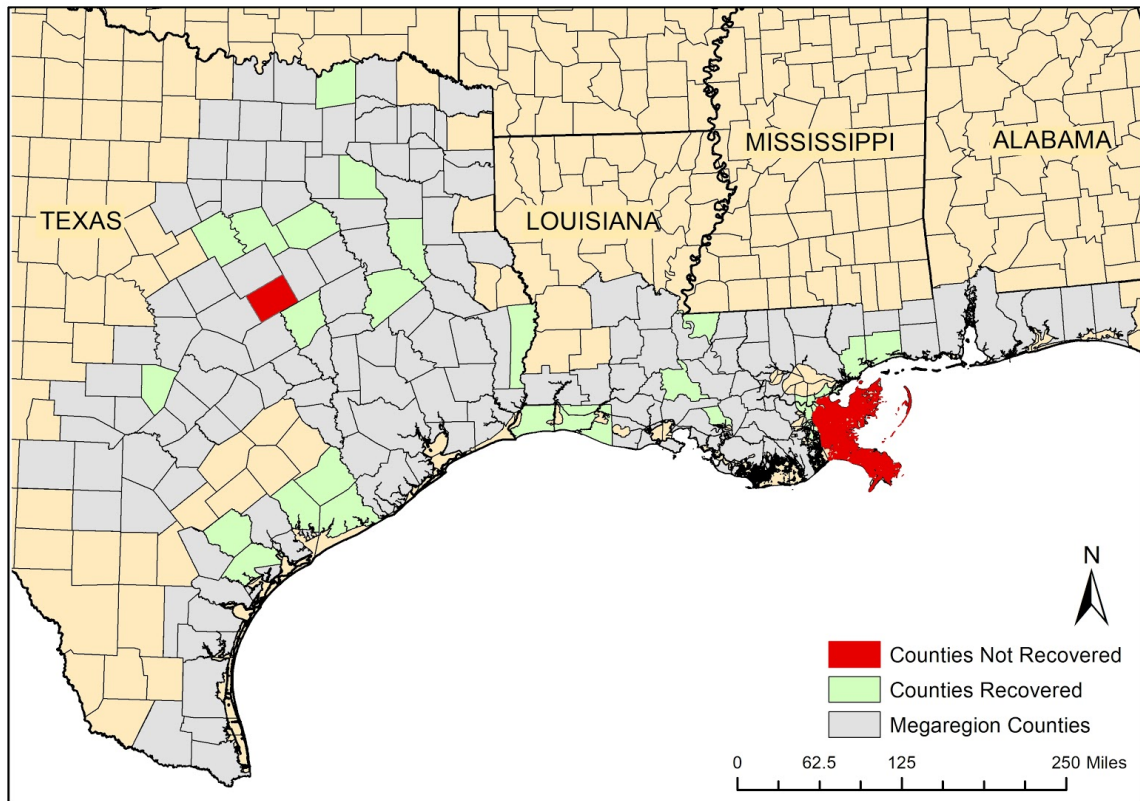 MISSISSIPPI
ALABAMA
TEXAS
LOUISIANA
N
Counties Not Recovered
Counties Recovered
Megaregion Counties
0 62.5 125 250 Miles